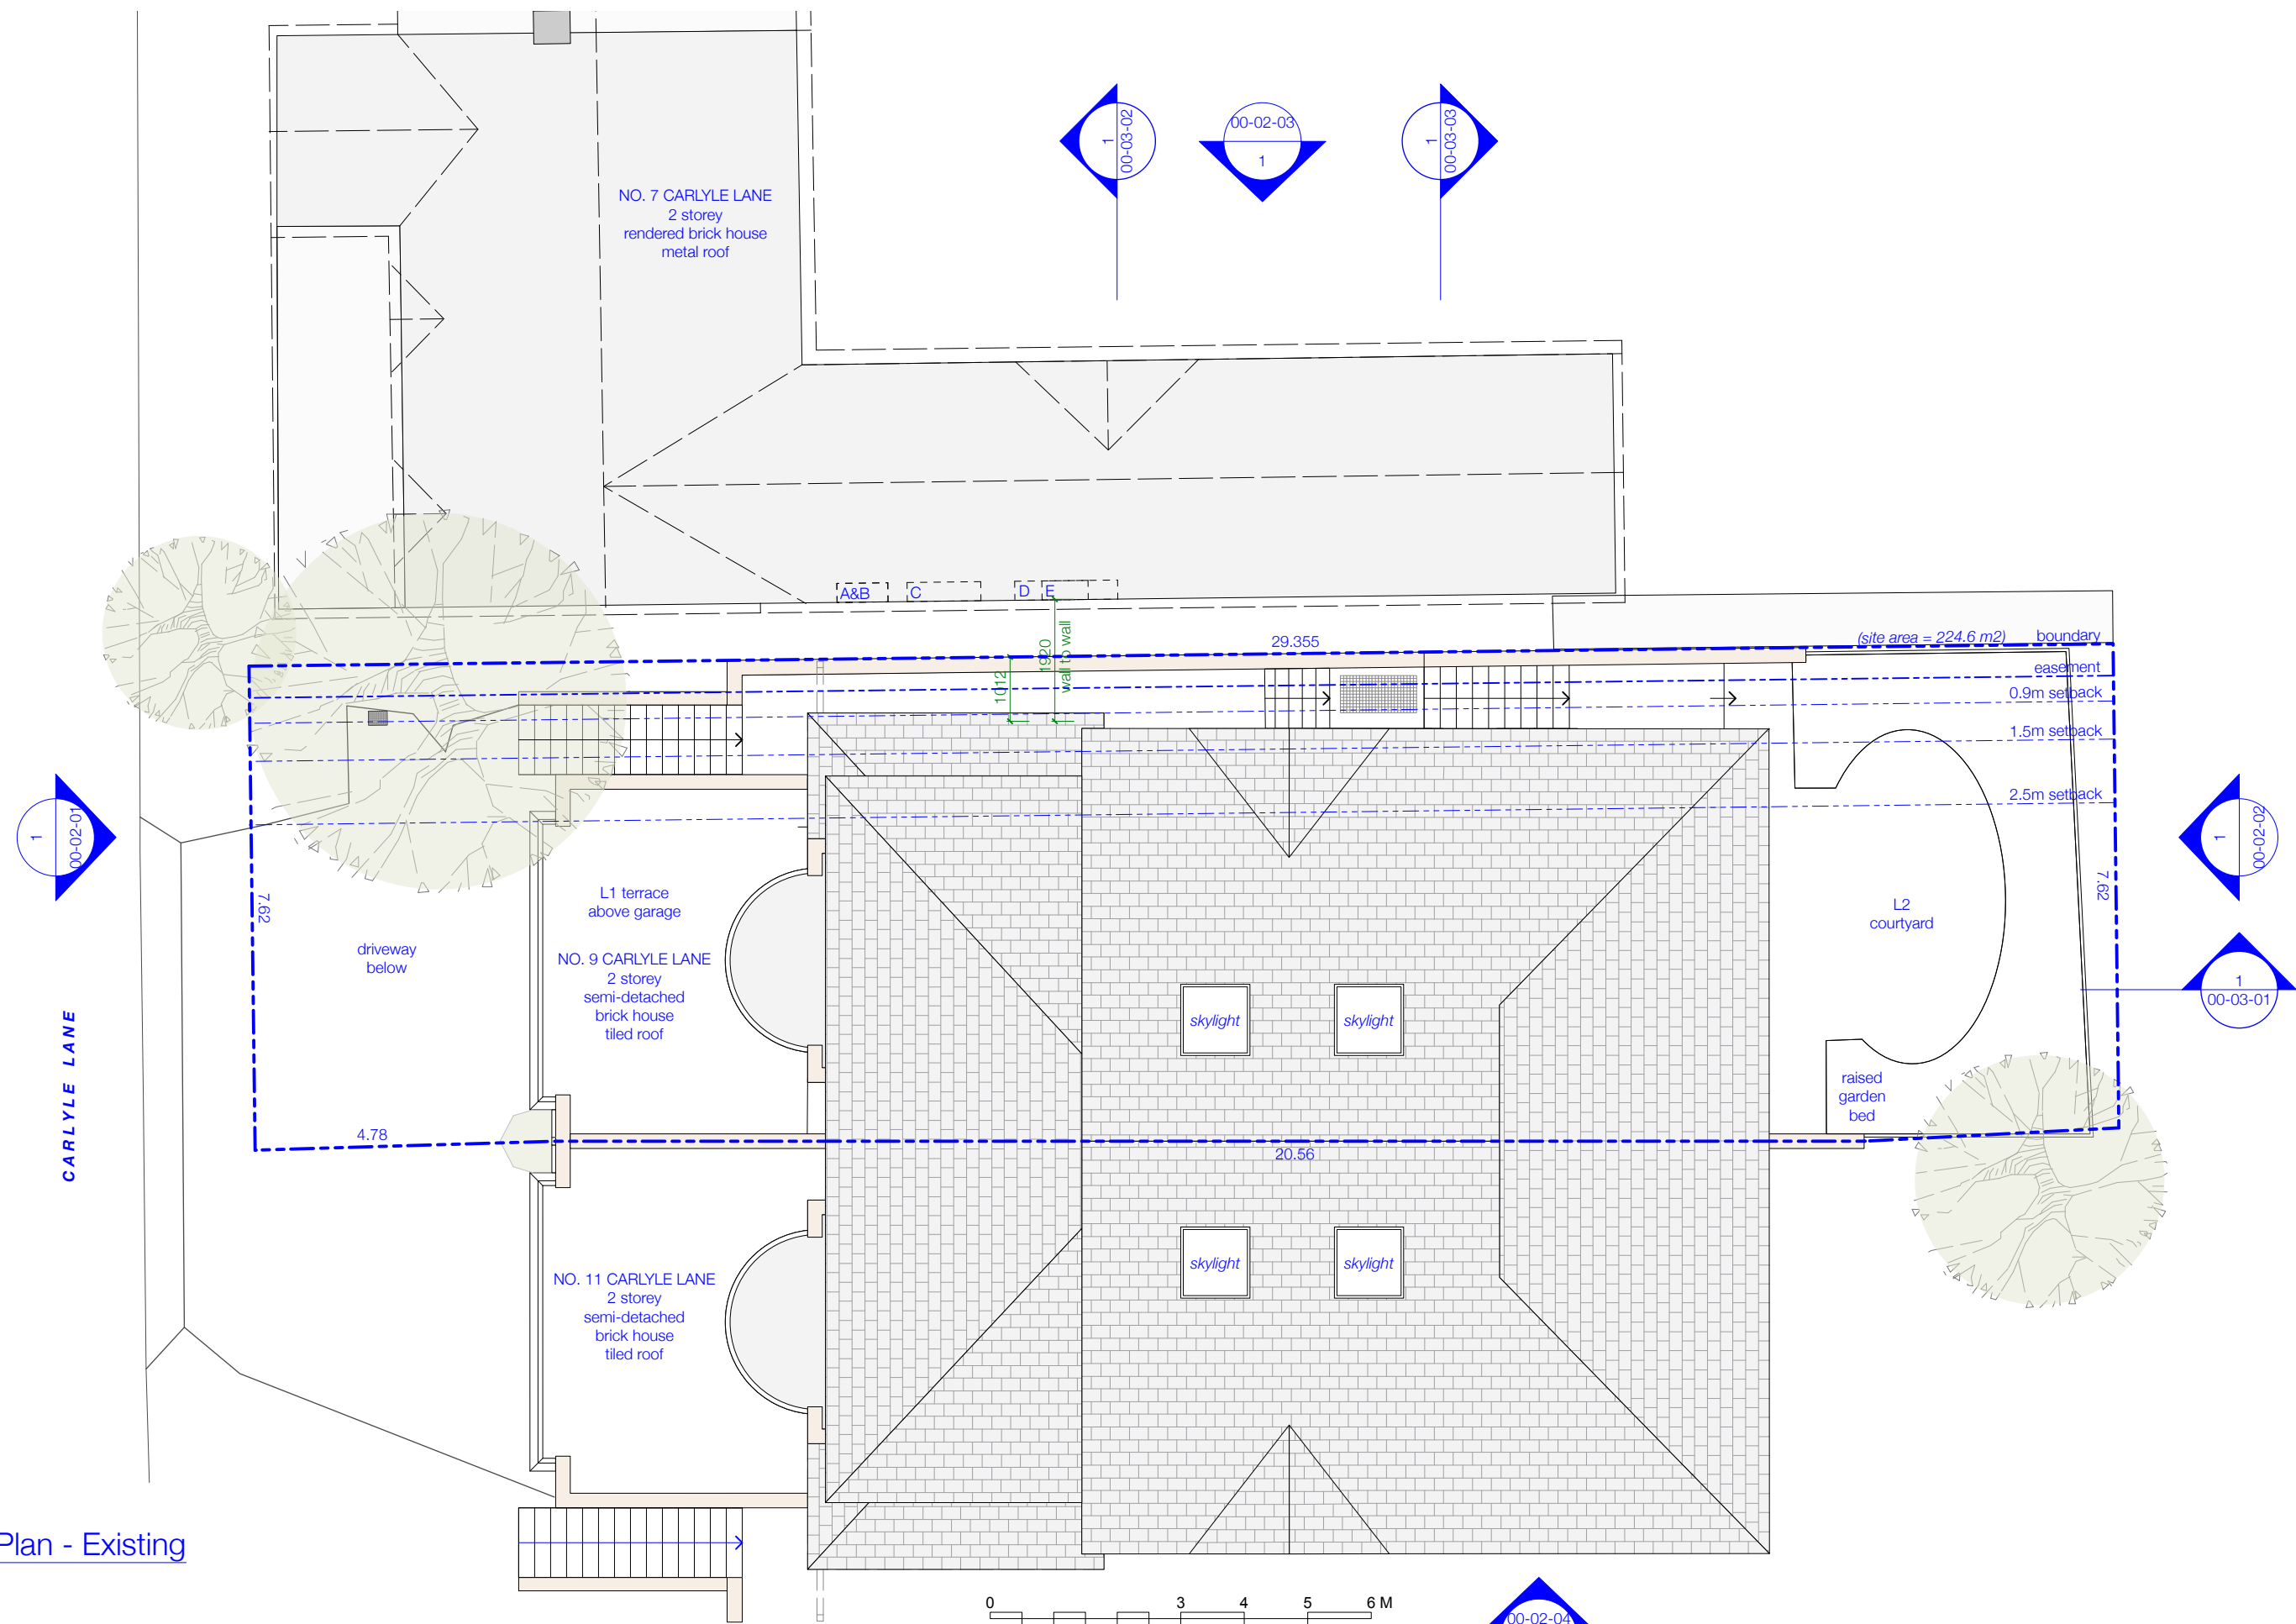 1
00-03-02
00-02-03
1
1
00-03-03
NO. 7 CARLYLE LANE
2 storey
rendered brick house
metal roof
A&B
C
D
E
1920
wall to wall
1012
29.355
(site area = 224.6 m2)
boundary
easement
0.9m setback
1.5m setback
2.5m setback
1
00-02-01
7.62
driveway
below
L1 terrace
above garage
NO. 9 CARLYLE LANE
2 storey
semi-detached
brick house
tiled roof
skylight
skylight
L2
courtyard
7.62
1
00-02-02
1
00-03-01
raised
garden
bed
CARLYLE LANE
4.78
20.56
NO. 11 CARLYLE LANE
2 storey
semi-detached
brick house
tiled roof
skylight
skylight
Plan - Existing
0
3
4
5
6 M
00-02-04